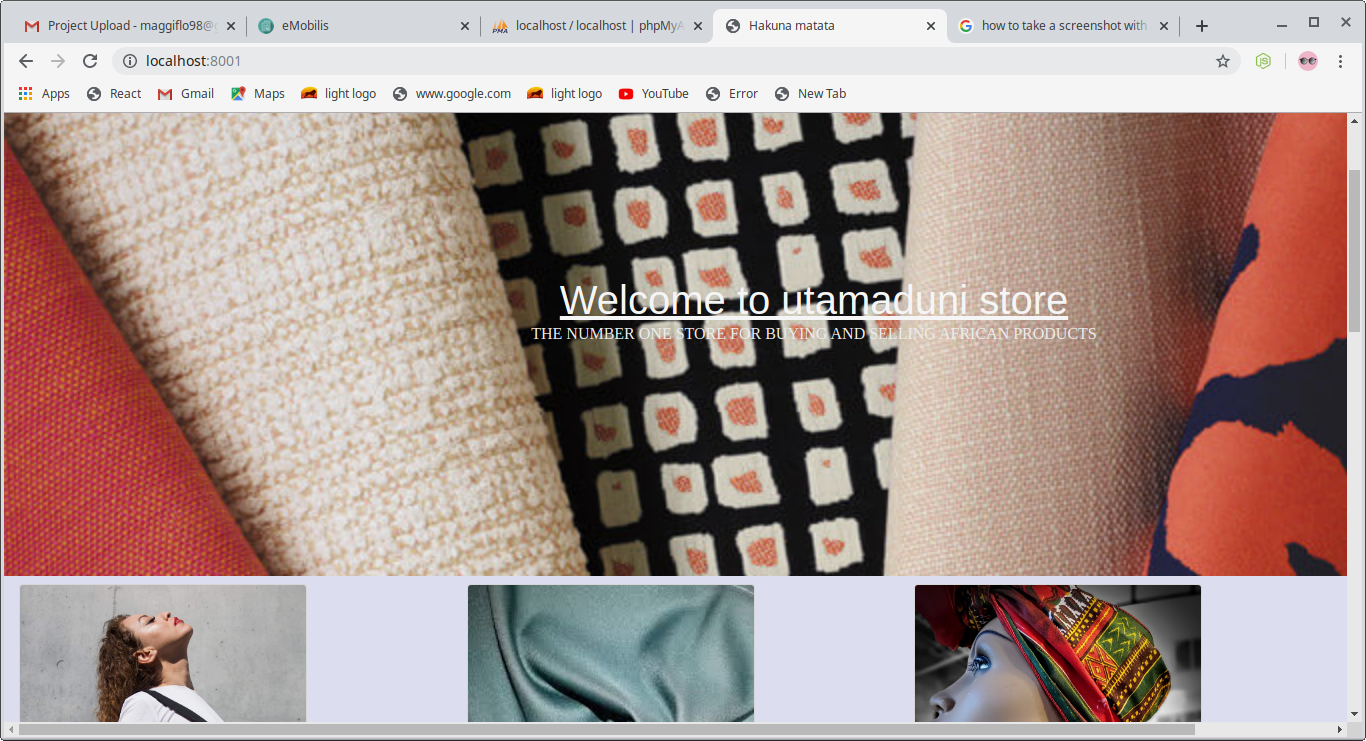 Project Upload - maggiflo98@g
eMobilis
localhost / localhost | phpMyA
Hakuna matata
how to take a screenshot with
localhost:8001
Apps
React
Gmail
Maps
light logo
www.google.com
light logo
YouTube
Error
New Tab
Welcome to utamaduni store
THE NUMBER ONE STORE FOR BUYING AND SELLING AFRICAN PRODUCTS